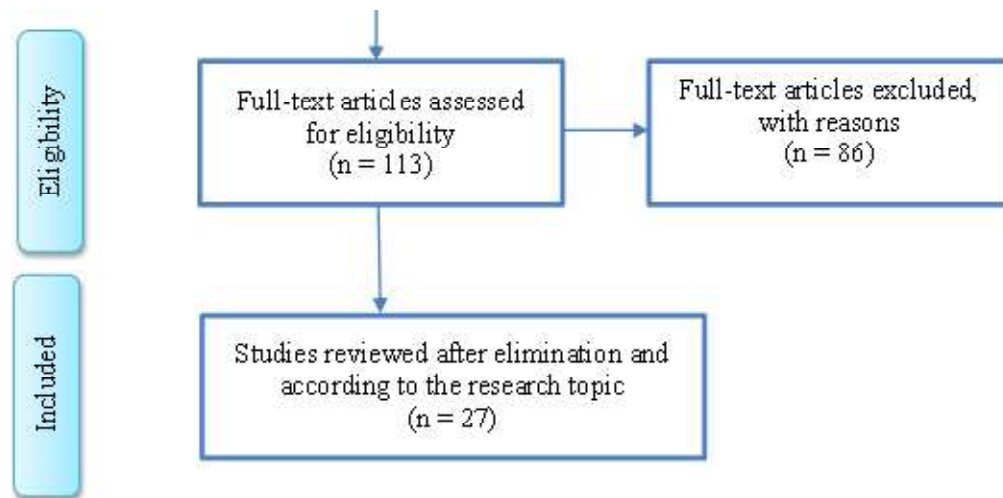 Eligibility
Full-text articles assessed
for eligibility
(n = 113)
Full-text articles excluded,
with reasons
(n = 86)
Included
Studies reviewed after elimination and
according to the research topic
(n = 27)